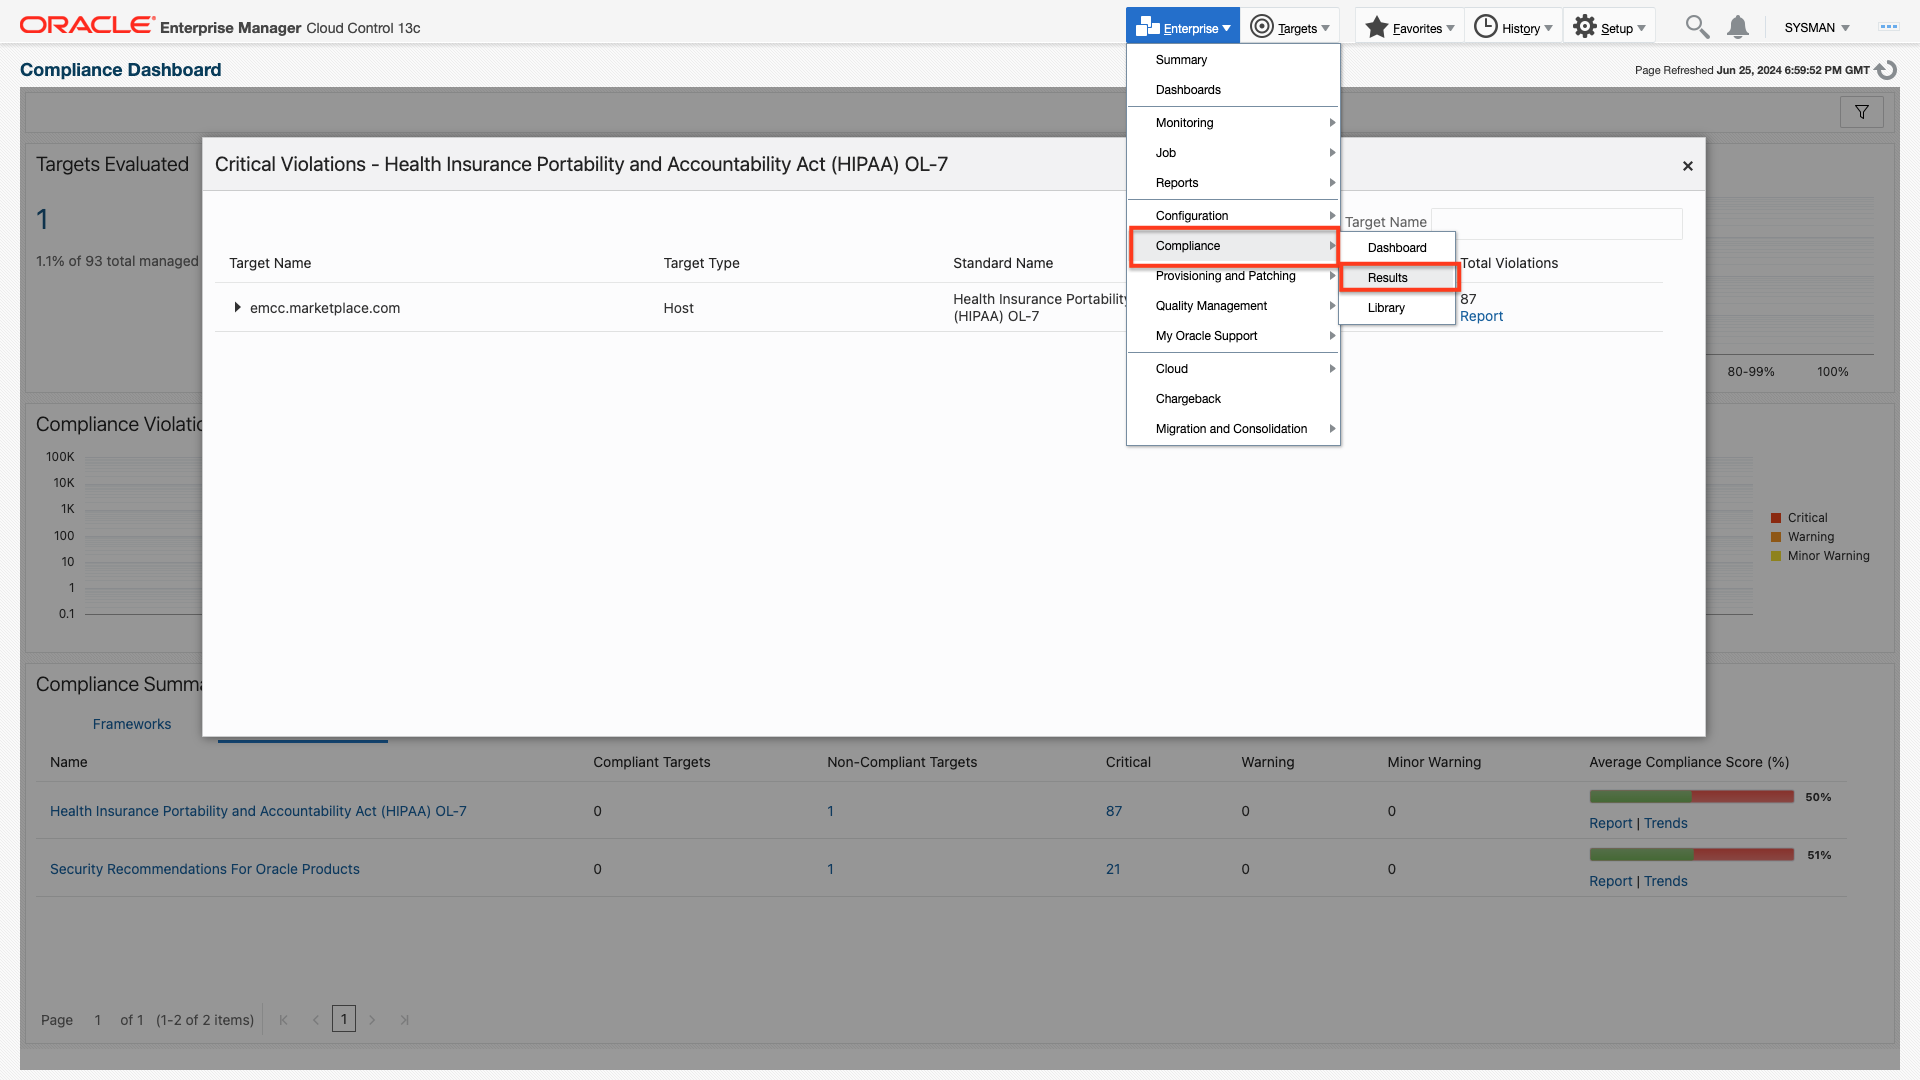 ORACLE Enterprise Manager Cloud Control 13c
Enterprise
Targets
Favorites
History
Setup
SYSMAN
Compliance Dashboard
Page Refreshed Jun 25, 2024 6:59:52 PM GMT
Summary
Dashboards
Monitoring
Job
Reports
Configuration
Compliance
Provisioning and Patching
Quality Management
My Oracle Support
Cloud
Chargeback
Migration and Consolidation
Dashboard
Results
Library
Critical Violations - Health Insurance Portability and Accountability Act (HIPAA) OL-7
Target Name
Target Name
Target Type
Standard Name
Total Violations
emcc.marketplace.com
Host
Health Insurance Portability
(HIPAA) OL-7
87
Report
Targets Evaluated
1
1.1% of 93 total managed
80-99%
100%
Compliance Violatio
100K
10K
1K
100
10
1
0.1
Critical
Warning
Minor Warning
Compliance Summa
Frameworks
Name
Compliant Targets
Non-Compliant Targets
Critical
Warning
Minor Warning
Average Compliance Score (%)
Health Insurance Portability and Accountability Act (HIPAA) OL-7
0
1
87
0
0
50%
Report | Trends
Security Recommendations For Oracle Products
0
1
21
0
0
51%
Report | Trends
Page 1 of 1 (1-2 of 2 items)
1